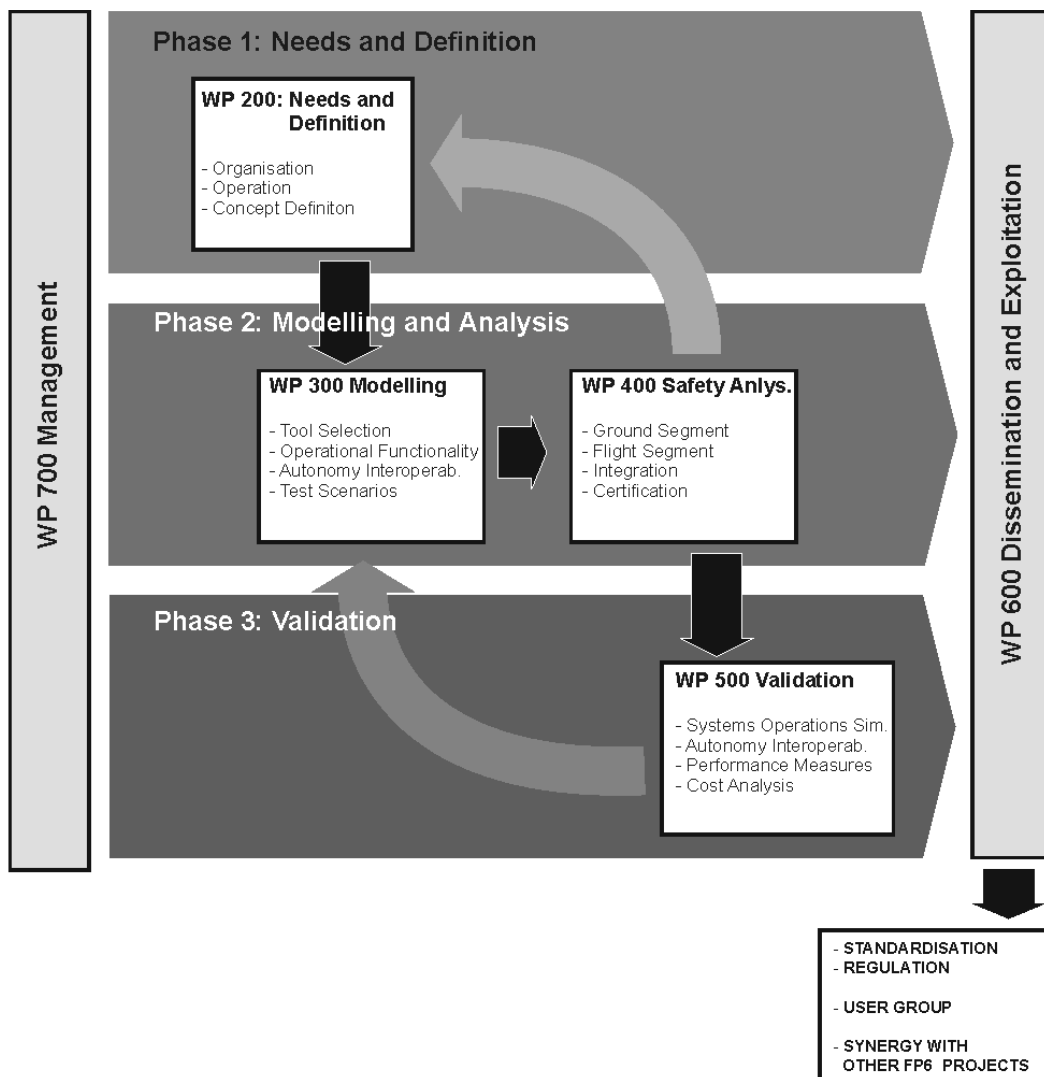 WP 700 Management
Phase 1: Needs and Definition
WP 200: Needs and
Definition
- Organisation
- Operation
- Concept Definiton
Phase 2: Modelling and Analysis
WP 300 Modelling
- Tool Selection
- Operational Functionality
- Autonomy Interoperab.
- Test Scenarios
WP 400 Safety Anlys.
- Ground Segment
- Flight Segment
- Integration
- Certification
Phase 3: Validation
WP 500 Validation
- Systems Operations Sim.
- Autonomy Interoperab.
- Performance Measures
- Cost Analysis
WP 600 Dissemination and Exploitation
- STANDARDISATION
- REGULATION
- USER GROUP
- SYNERGY WITH
OTHER FP6 PROJECTS